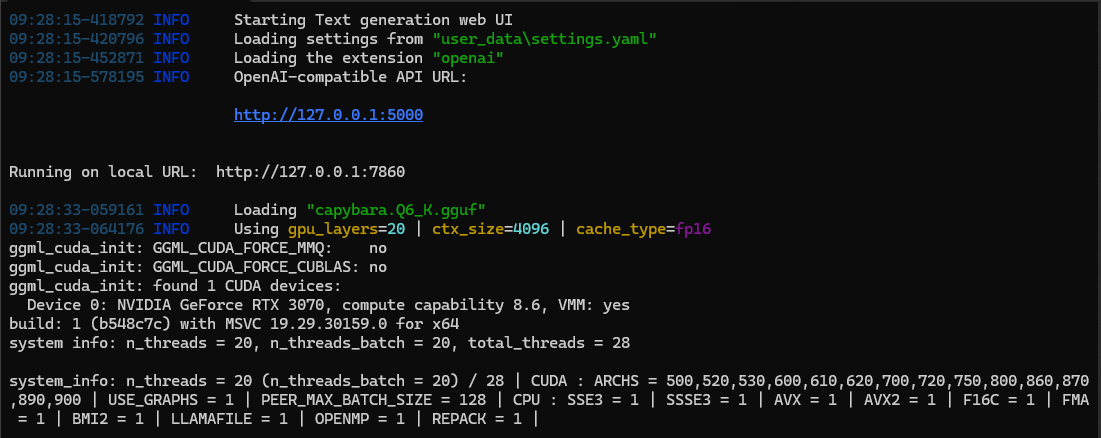 09:28:15-418792 INFO     Starting Text generation web UI
09:28:15-420796 INFO     Loading settings from "user_data\settings.yaml"
09:28:15-452871 INFO     Loading the extension "openai"
09:28:15-578195 INFO     OpenAI-compatible API URL:
http://127.0.0.1:5000
Running on local URL:  http://127.0.0.1:7860
09:28:33-059161 INFO     Loading "capybara.Q6_K.gguf"
09:28:33-064176 INFO     Using gpu_layers=20 | ctx_size=4096 | cache_type=fp16
ggml_cuda_init: GGML_CUDA_FORCE_MMQ:    no
ggml_cuda_init: GGML_CUDA_FORCE_CUBLAS: no
ggml_cuda_init: found 1 CUDA devices:
  Device 0: NVIDIA GeForce RTX 3070, compute capability 8.6, VMM: yes
build: 1 (b548c7c) with MSVC 19.29.30159.0 for x64
system info: n_threads = 20, n_threads_batch = 20, total_threads = 28
system_info: n_threads = 20 (n_threads_batch = 20) / 28 | CUDA : ARCHS = 500,520,530,600,610,620,700,720,750,800,860,870
,890,900 | USE_GRAPHS = 1 | PEER_MAX_BATCH_SIZE = 128 | CPU : SSE3 = 1 | SSSE3 = 1 | AVX = 1 | AVX2 = 1 | F16C = 1 | FMA
 = 1 | BMI2 = 1 | LLAMAFILE = 1 | OPENMP = 1 | REPACK = 1 |